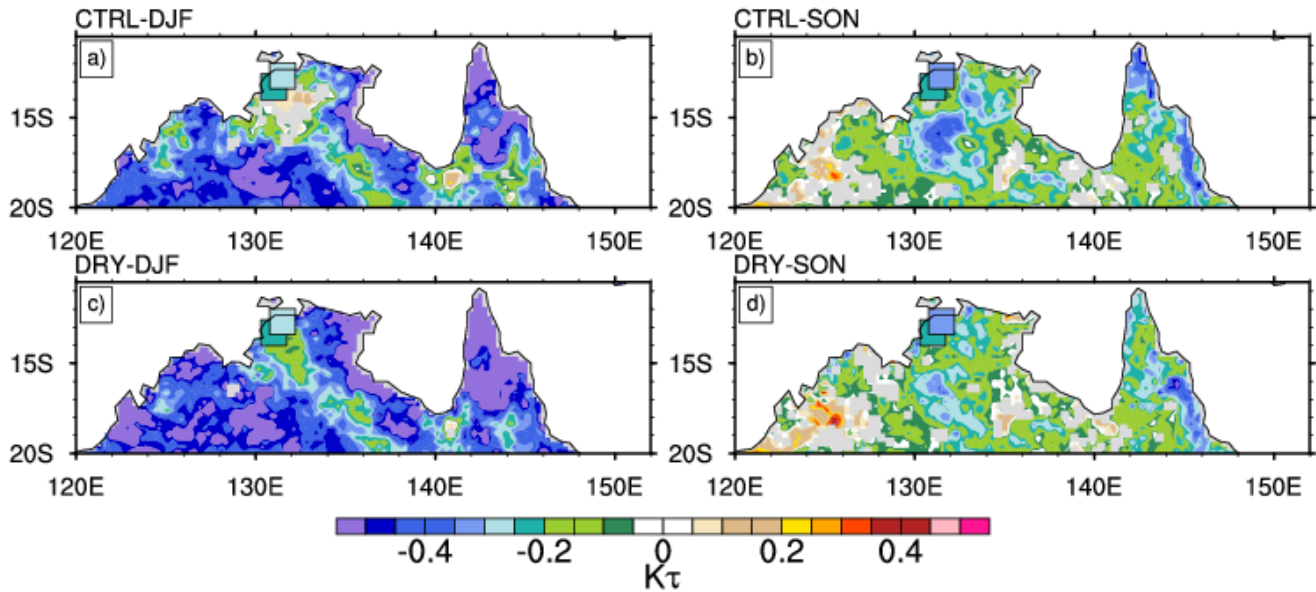 CTRL-DJF
CTRL-SON
a)
b)
15S
15S
20S
20S
120E 130E 140E 150E
120E 130E 140E 150E
DRY-DJF
DRY-SON
c)
d)
15S
15S
20S
20S
120E 130E 140E 150E
120E 130E 140E 150E
-0.4 -0.2 0 0.2 0.4
Kτ